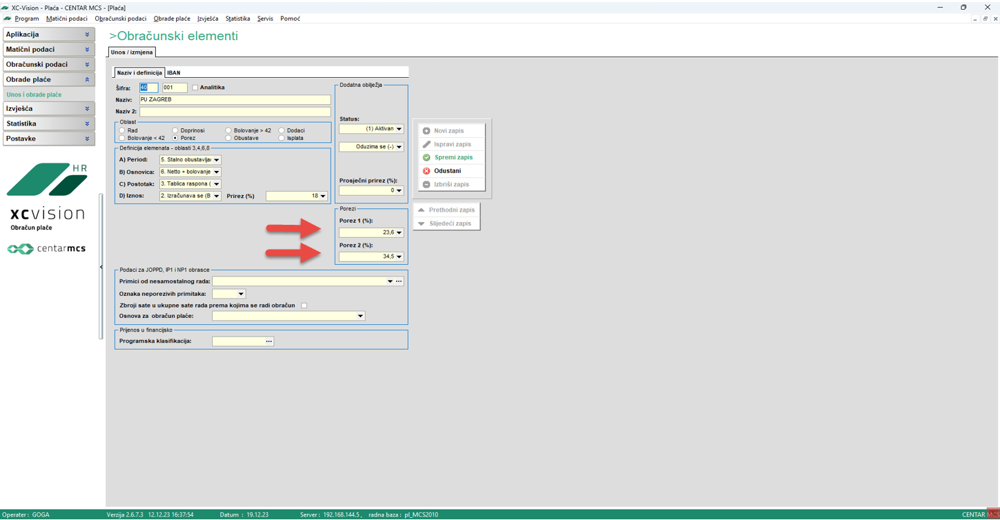 XC-Vision - Plaća - CENTAR MCS - [Plaća]
Program Matični podaci Obračunski podaci Obrade plaće Izvješća Statistika Servis Pomoć
Aplikacija
Matični podaci
Obračunski podaci
Obrade plaće
Unos i obrade plaće
Izvješća
Statistika
Postavke
HR
xcvision
Obračun plaće
centarmcs
>Obračunski elementi
Unos / izmjena
Naziv i definicija IBAN
Šifra: 40 001 Analitika
Naziv: PU ZAGREB
Naziv 2:
Oblast
Rad Doprinosi Bolovanje > 42 Dodaci
Bolovanje < 42 Porez Obustave Isplata
Definicija elemenata - oblasti 3,4,6,8
A) Period: 5. Stalno obustavljan
B) Osnovica: 6. Netto + bolovanje
C) Postotak: 3. Tablica raspona (
D) Iznos: 2. Izračunava se (B Prirez (%) 18
Dodatna obilježja
Status:
(1) Aktivan
Oduzima se (-)
Prosječni prirez (%):
0
Porezi
Porez 1 (%):
23,6
Porez 2 (%):
34,5
Podaci za JOPPD, IP1 i NP1 obrasce
Primici od nesamostalnog rada:
Oznaka neporezivih primitaka:
Zbroji sate u ukupne sate rada prema kojima se radi obračun
Osnova za obračun plaće:
Prijenos u financijsko
Programska klasifikacija:
Novi zapis
Ispravi zapis
Spremi zapis
Odustani
Izbriši zapis
Prethodni zapis
Slijedeći zapis
Operater : GOGA Verzija 2.6.7.3 12.12.23 16:37:54 Datum : 19.12.23 Server : 192.168.144.5 , radna baza : pl_MCS2010 CENTAR MCS